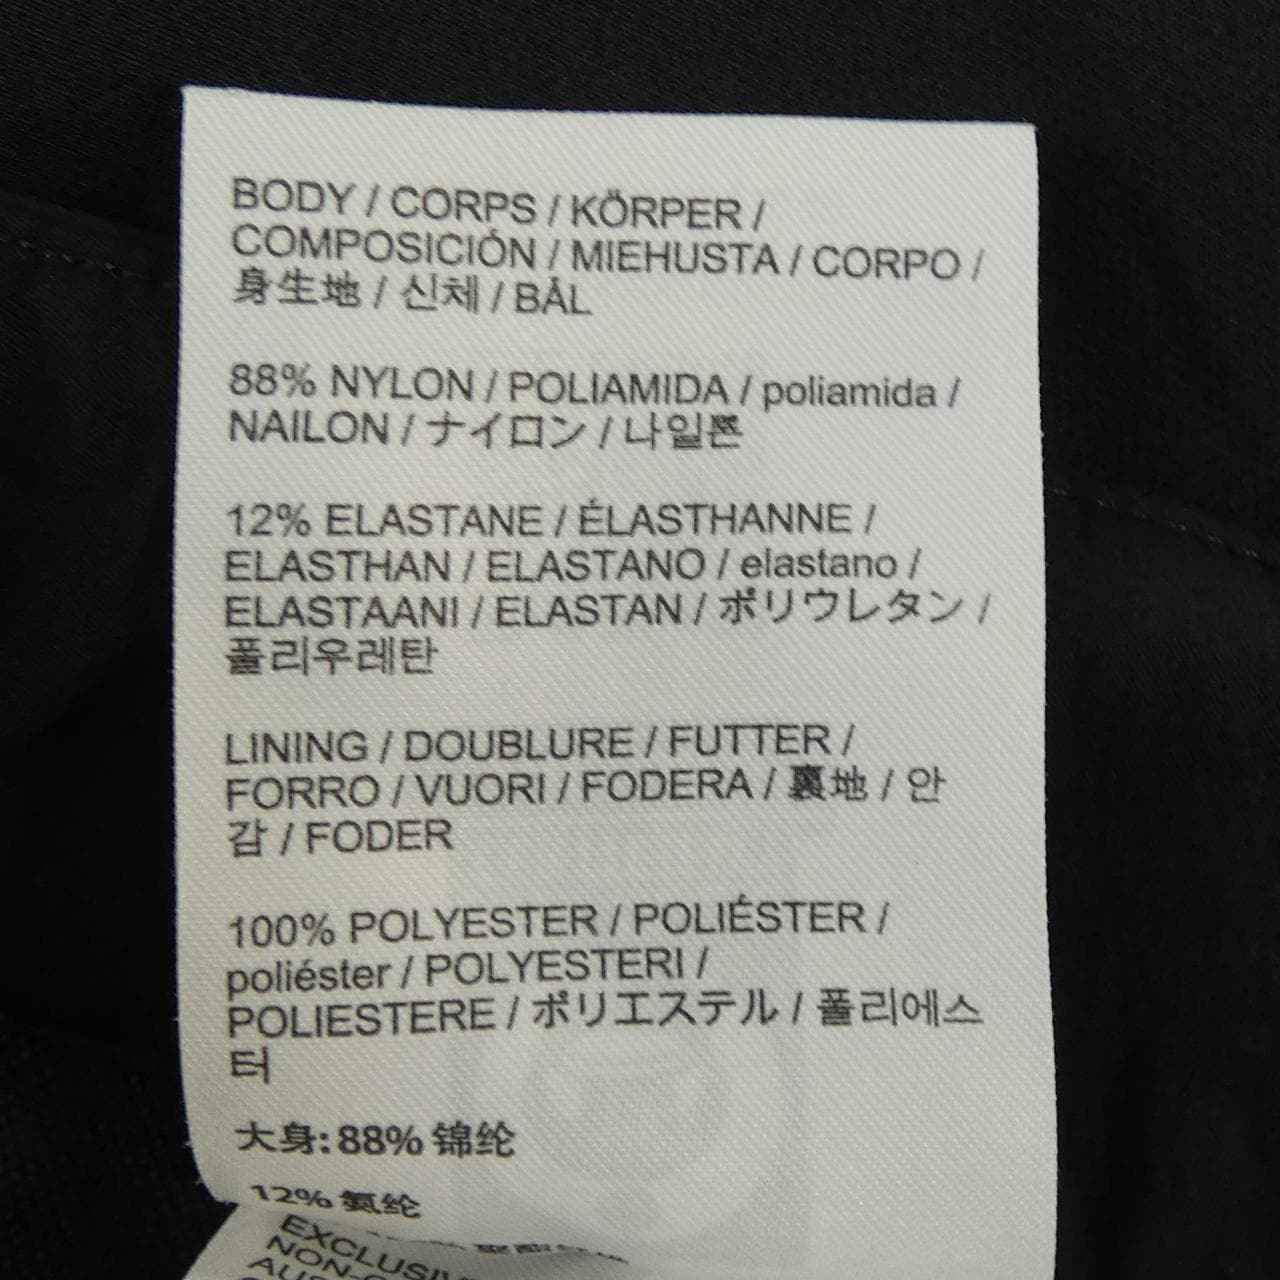 BODY / CORPS / KÖRPER /
COMPOSICIÓN / MIEHUSTA / CORPO /
身生地 / 신체 / BÅL
88% NYLON / POLIAMIDA / poliamida /
NAILON / ナイロン / 나일론
12% ELASTANE / ÉLASTHANNE /
ELASTHAN / ELASTANO / elastano /
ELASTAANI / ELASTAN / ポリウレタン /
폴리우레탄
LINING / DOUBLURE / FUTTER /
FORRO / VUORI / FODERA / 裏地 / 안
감 / FODER
100% POLYESTER / POLIÉSTER /
poliéster / POLYESTERI /
POLIESTERE / ポリエステル / 폴리에스
터
大身: 88% 锦纶
12% 氨纶